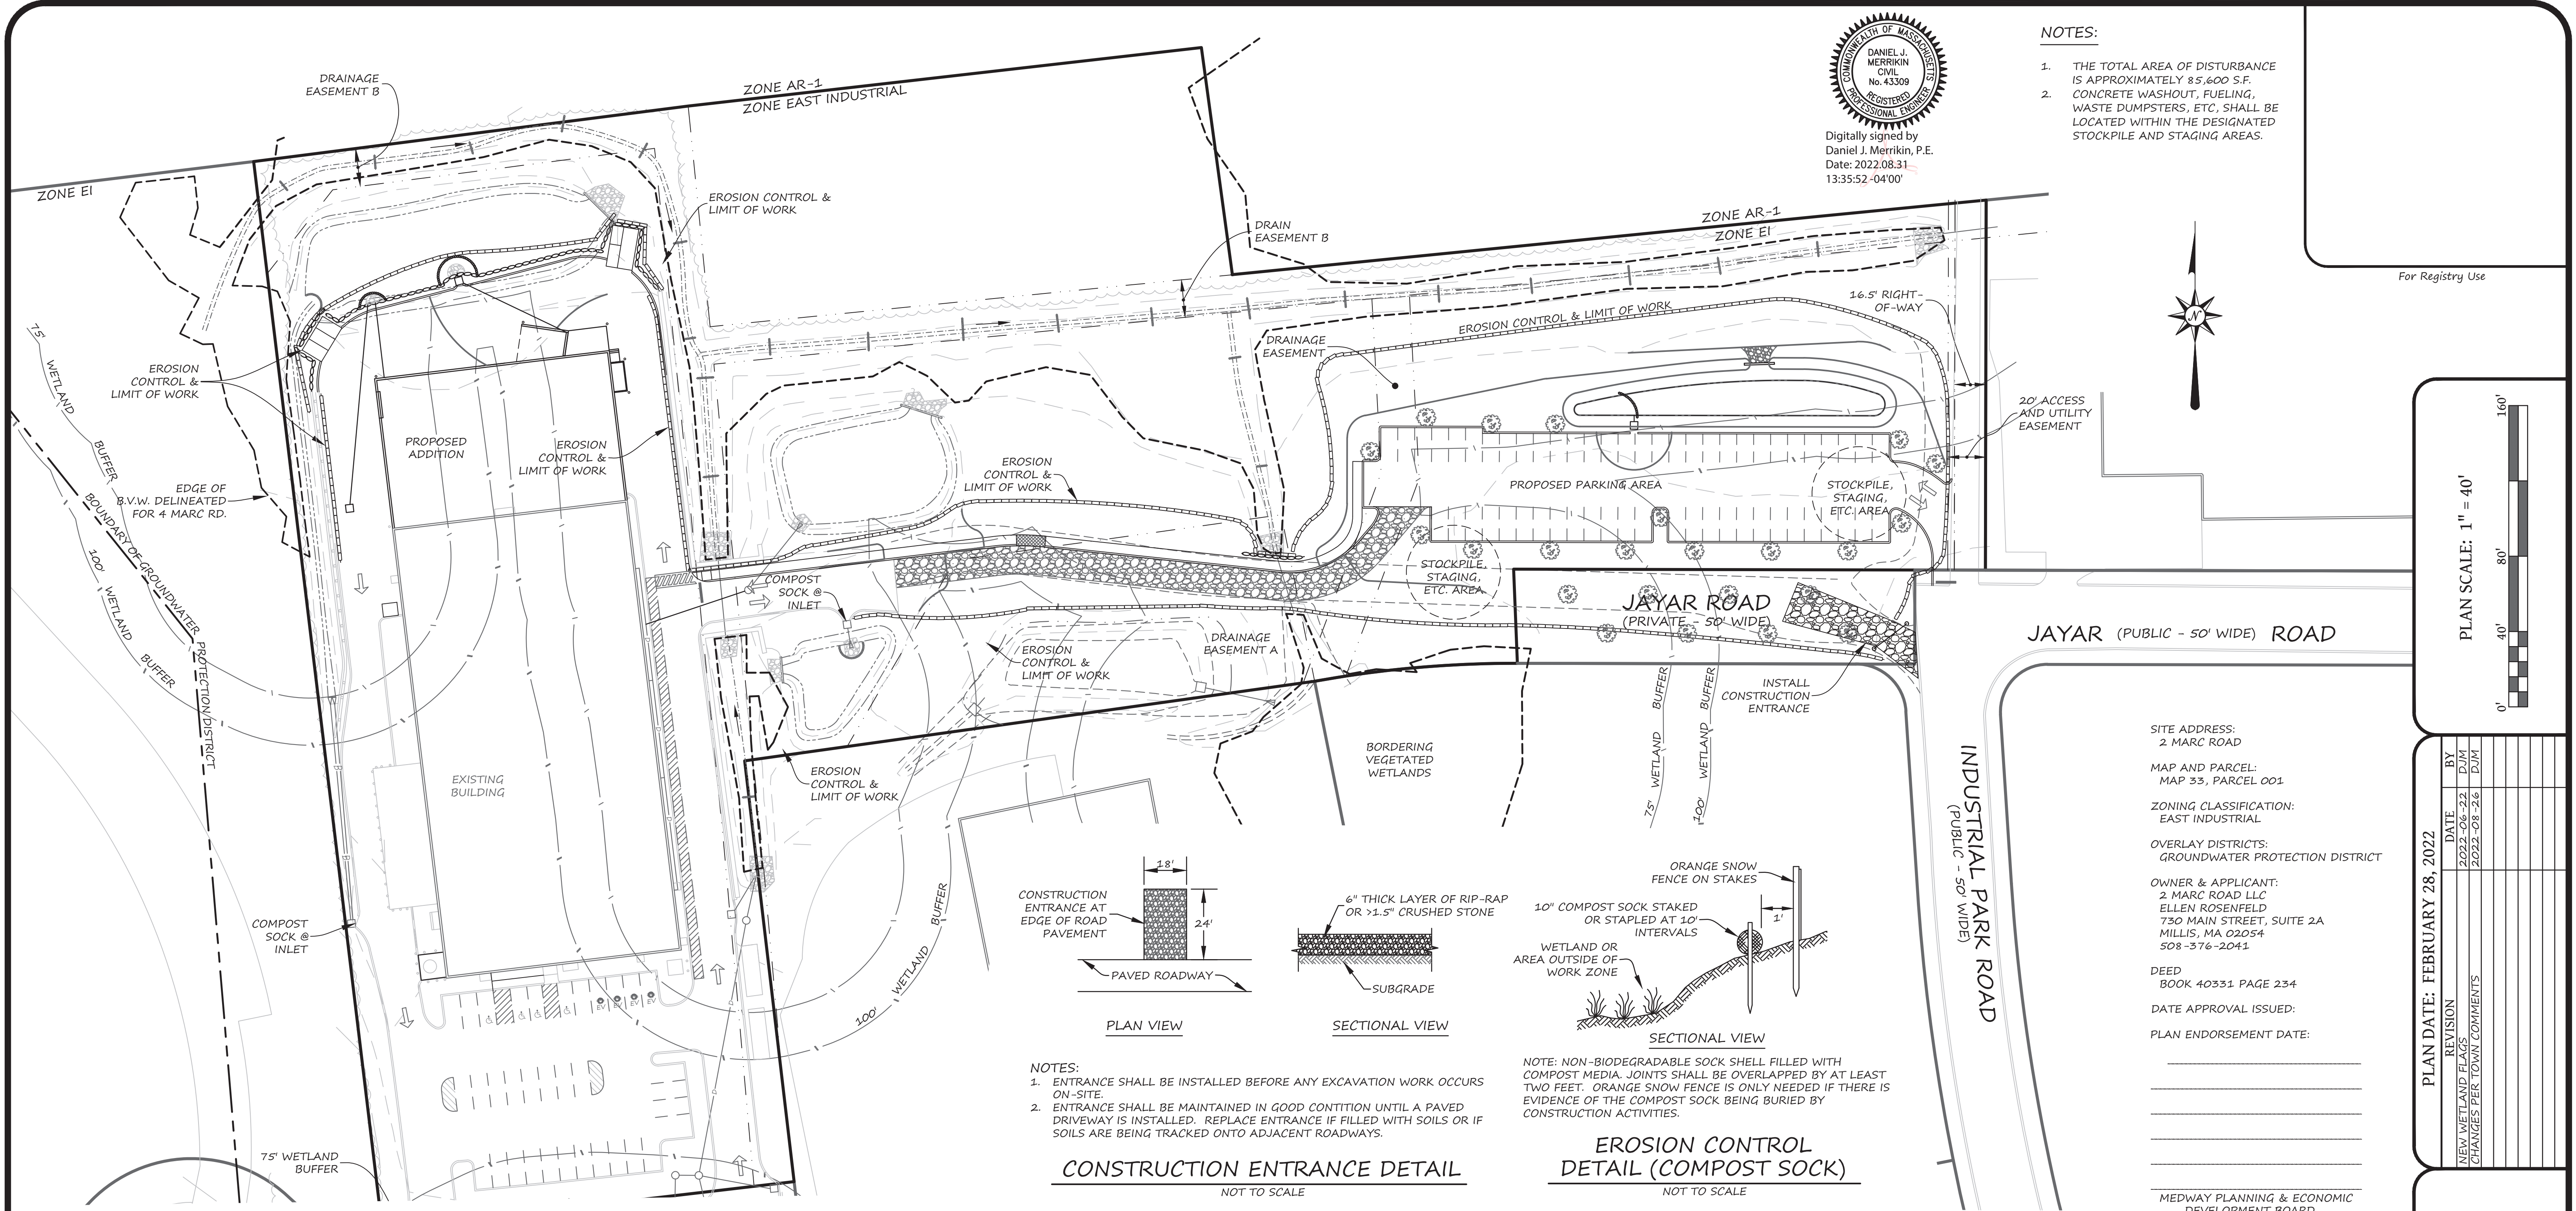 DRAINAGE
EASEMENT B
ZONE AR-1
ZONE EAST INDUSTRIAL
ZONE EI
EROSION CONTROL &
LIMIT OF WORK
DRAIN
EASEMENT B
ZONE AR-1
ZONE EI
COMMONWEALTH OF MASSACHUSETTS
DANIEL J.
MERRIKIN
CIVIL
No. 43309
REGISTERED
PROFESSIONAL ENGINEER
Digitally signed by
Daniel J. Merrikin, P.E.
Date: 2022.08.31
13:35:52 -04'00'
NOTES:
1. THE TOTAL AREA OF DISTURBANCE
IS APPROXIMATELY 85,600 S.F.
2. CONCRETE WASHOUT, FUELING,
WASTE DUMPSTERS, ETC, SHALL BE
LOCATED WITHIN THE DESIGNATED
STOCKPILE AND STAGING AREAS.
For Registry Use
N
16.5' RIGHT-
OF-WAY
EROSION CONTROL & LIMIT OF WORK
DRAINAGE
EASEMENT
20' ACCESS
AND UTILITY
EASEMENT
75' WETLAND BUFFER
EROSION
CONTROL &
LIMIT OF WORK
PROPOSED
ADDITION
EROSION
CONTROL &
LIMIT OF WORK
EROSION
CONTROL &
LIMIT OF WORK
PROPOSED PARKING AREA
STOCKPILE,
STAGING,
ETC. AREA
EDGE OF
B.V.W. DELINEATED
FOR 4 MARC RD.
BOUNDARY OF GROUNDWATER PROTECTION DISTRICT
100' WETLAND BUFFER
COMPOST
SOCK @
INLET
STOCKPILE,
STAGING,
ETC. AREA
JAYAR ROAD
(PRIVATE - 50' WIDE)
JAYAR (PUBLIC - 50' WIDE) ROAD
DRAINAGE
EASEMENT A
EROSION
CONTROL &
LIMIT OF WORK
INSTALL
CONSTRUCTION
ENTRANCE
75' WETLAND BUFFER
100' WETLAND BUFFER
BORDERING
VEGETATED
WETLANDS
EROSION
CONTROL &
LIMIT OF WORK
EXISTING
BUILDING
INDUSTRIAL PARK ROAD
(PUBLIC - 50' WIDE)
COMPOST
SOCK @
INLET
EV EV EV EV
100' WETLAND BUFFER
75' WETLAND
BUFFER
18'
CONSTRUCTION
ENTRANCE AT
EDGE OF ROAD
PAVEMENT
24'
PAVED ROADWAY
PLAN VIEW
6" THICK LAYER OF RIP-RAP
OR >1.5" CRUSHED STONE
SUBGRADE
SECTIONAL VIEW
NOTES:
1. ENTRANCE SHALL BE INSTALLED BEFORE ANY EXCAVATION WORK OCCURS
ON-SITE.
2. ENTRANCE SHALL BE MAINTAINED IN GOOD CONTITION UNTIL A PAVED
DRIVEWAY IS INSTALLED. REPLACE ENTRANCE IF FILLED WITH SOILS OR IF
SOILS ARE BEING TRACKED ONTO ADJACENT ROADWAYS.
CONSTRUCTION ENTRANCE DETAIL
NOT TO SCALE
ORANGE SNOW
FENCE ON STAKES
10" COMPOST SOCK STAKED
OR STAPLED AT 10'
INTERVALS
1'
WETLAND OR
AREA OUTSIDE OF
WORK ZONE
SECTIONAL VIEW
NOTE: NON-BIODEGRADABLE SOCK SHELL FILLED WITH
COMPOST MEDIA. JOINTS SHALL BE OVERLAPPED BY AT LEAST
TWO FEET. ORANGE SNOW FENCE IS ONLY NEEDED IF THERE IS
EVIDENCE OF THE COMPOST SOCK BEING BURIED BY
CONSTRUCTION ACTIVITIES.
EROSION CONTROL
DETAIL (COMPOST SOCK)
NOT TO SCALE
SITE ADDRESS:
2 MARC ROAD
MAP AND PARCEL:
MAP 33, PARCEL 001
ZONING CLASSIFICATION:
EAST INDUSTRIAL
OVERLAY DISTRICTS:
GROUNDWATER PROTECTION DISTRICT
OWNER & APPLICANT:
2 MARC ROAD LLC
ELLEN ROSENFELD
730 MAIN STREET, SUITE 2A
MILLIS, MA 02054
508-376-2041
DEED
BOOK 40331 PAGE 234
DATE APPROVAL ISSUED:
PLAN ENDORSEMENT DATE:
MEDWAY PLANNING & ECONOMIC
DEVELOPMENT BOARD
PLAN SCALE: 1" = 40'
0' 40' 80' 160'
PLAN DATE: FEBRUARY 28, 2022
REVISION DATE BY
NEW WETLAND FLAGS 2022-06-22 DJM
CHANGES PER TOWN COMMENTS 2022-08-26 DJM